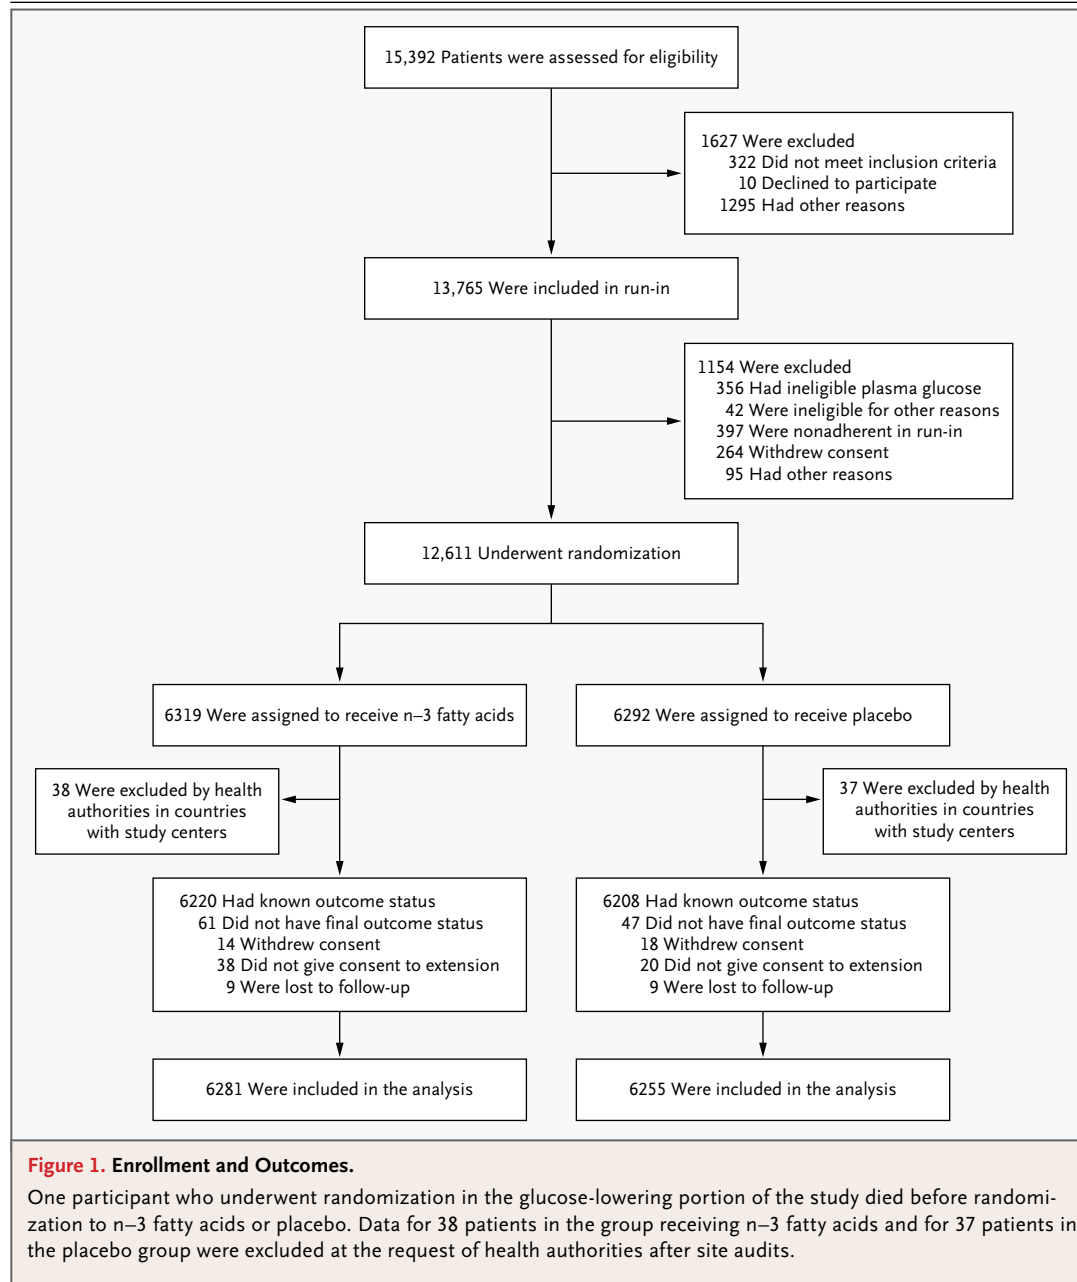 15,392 Patients were assessed for eligibility
1627 Were excluded
322 Did not meet inclusion criteria
10 Declined to participate
1295 Had other reasons
13,765 Were included in run-in
1154 Were excluded
356 Had ineligible plasma glucose
42 Were ineligible for other reasons
397 Were nonadherent in run-in
264 Withdrew consent
95 Had other reasons
12,611 Underwent randomization
6319 Were assigned to receive n–3 fatty acids
6292 Were assigned to receive placebo
38 Were excluded by health
authorities in countries
with study centers
37 Were excluded by health
authorities in countries
with study centers
6220 Had known outcome status
61 Did not have final outcome status
14 Withdrew consent
38 Did not give consent to extension
9 Were lost to follow-up
6208 Had known outcome status
47 Did not have final outcome status
18 Withdrew consent
20 Did not give consent to extension
9 Were lost to follow-up
6281 Were included in the analysis
6255 Were included in the analysis
Figure 1. Enrollment and Outcomes.
One participant who underwent randomization in the glucose-lowering portion of the study died before randomi-
zation to n–3 fatty acids or placebo. Data for 38 patients in the group receiving n–3 fatty acids and for 37 patients in
the placebo group were excluded at the request of health authorities after site audits.